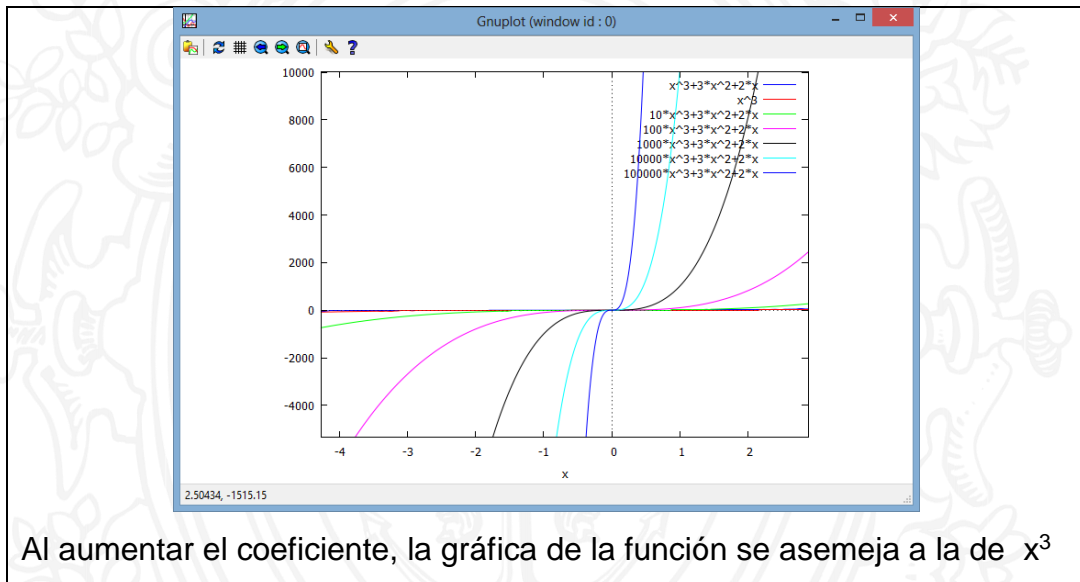 Gnuplot (window id : 0)
10000
8000
6000
4000
2000
0
-2000
-4000
x^3+3*x^2+2*x
x^3
10*x^3+3*x^2+2*x
100*x^3+3*x^2+2*x
1000*x^3+3*x^2+2*x
10000*x^3+3*x^2+2*x
100000*x^3+3*x^2+2*x
-4 -3 -2 -1 0 1 2
x
2.50434, -1515.15
Al aumentar el coeficiente, la gráfica de la función se asemeja a la de x³